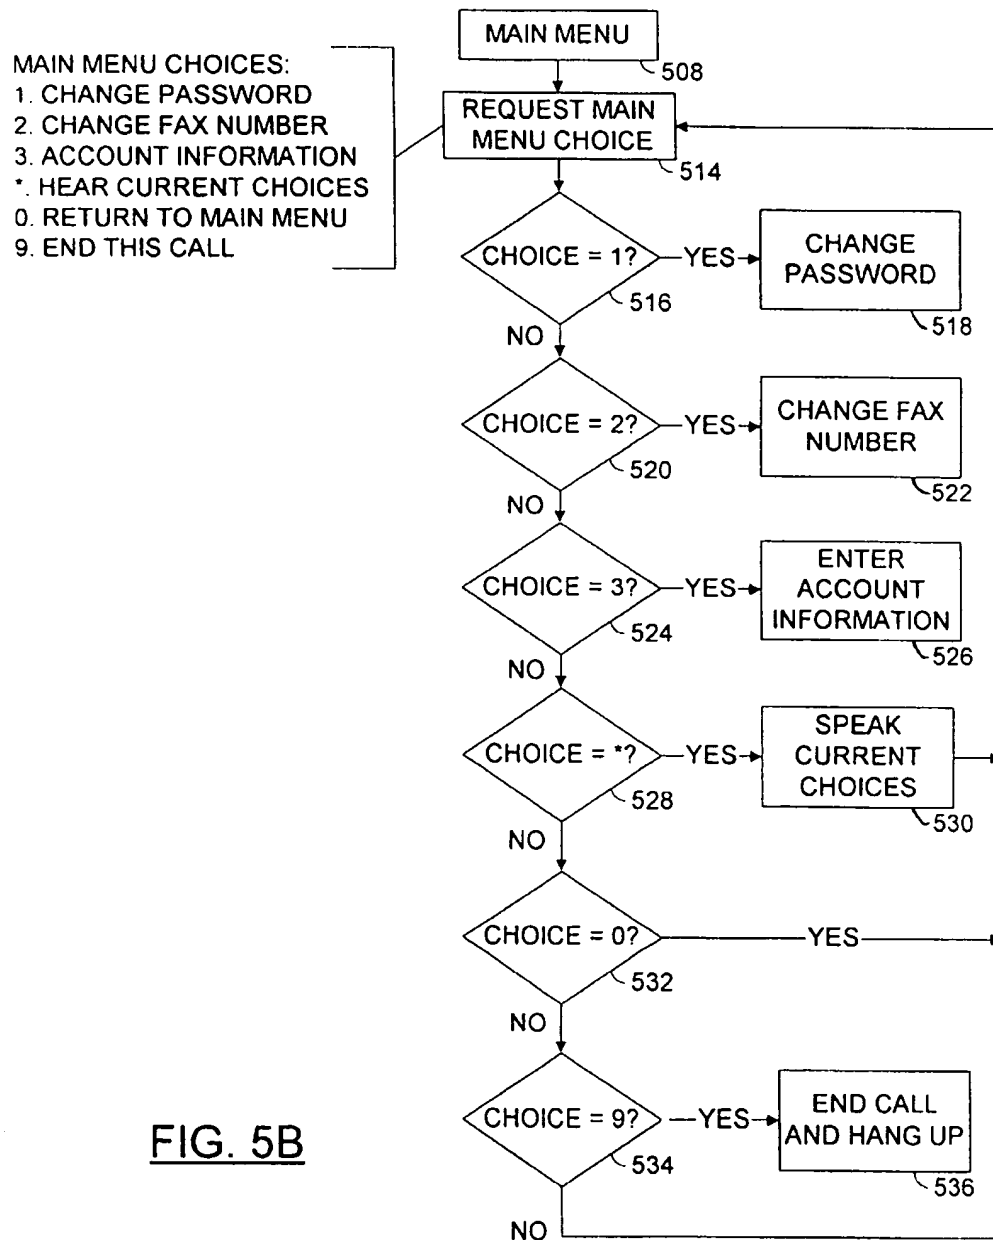 MAIN MENU
508
MAIN MENU CHOICES:
1. CHANGE PASSWORD
2. CHANGE FAX NUMBER
3. ACCOUNT INFORMATION
*. HEAR CURRENT CHOICES
0. RETURN TO MAIN MENU
9. END THIS CALL
REQUEST MAIN
MENU CHOICE
514
CHOICE = 1?
516
YES
CHANGE
PASSWORD
518
NO
CHOICE = 2?
520
YES
CHANGE FAX
NUMBER
522
NO
CHOICE = 3?
524
YES
ENTER
ACCOUNT
INFORMATION
526
NO
CHOICE = *?
528
YES
SPEAK
CURRENT
CHOICES
530
NO
CHOICE = 0?
532
YES
NO
CHOICE = 9?
534
YES
END CALL
AND HANG UP
536
NO
FIG. 5B